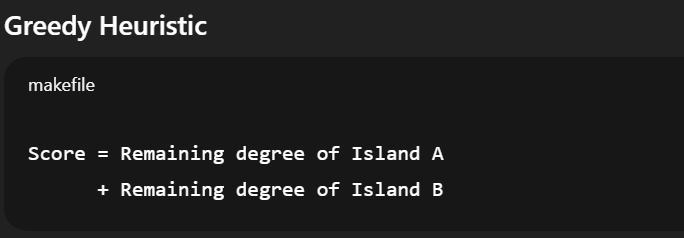 Greedy Heuristic
makefile
Score = Remaining degree of Island A
+ Remaining degree of Island B